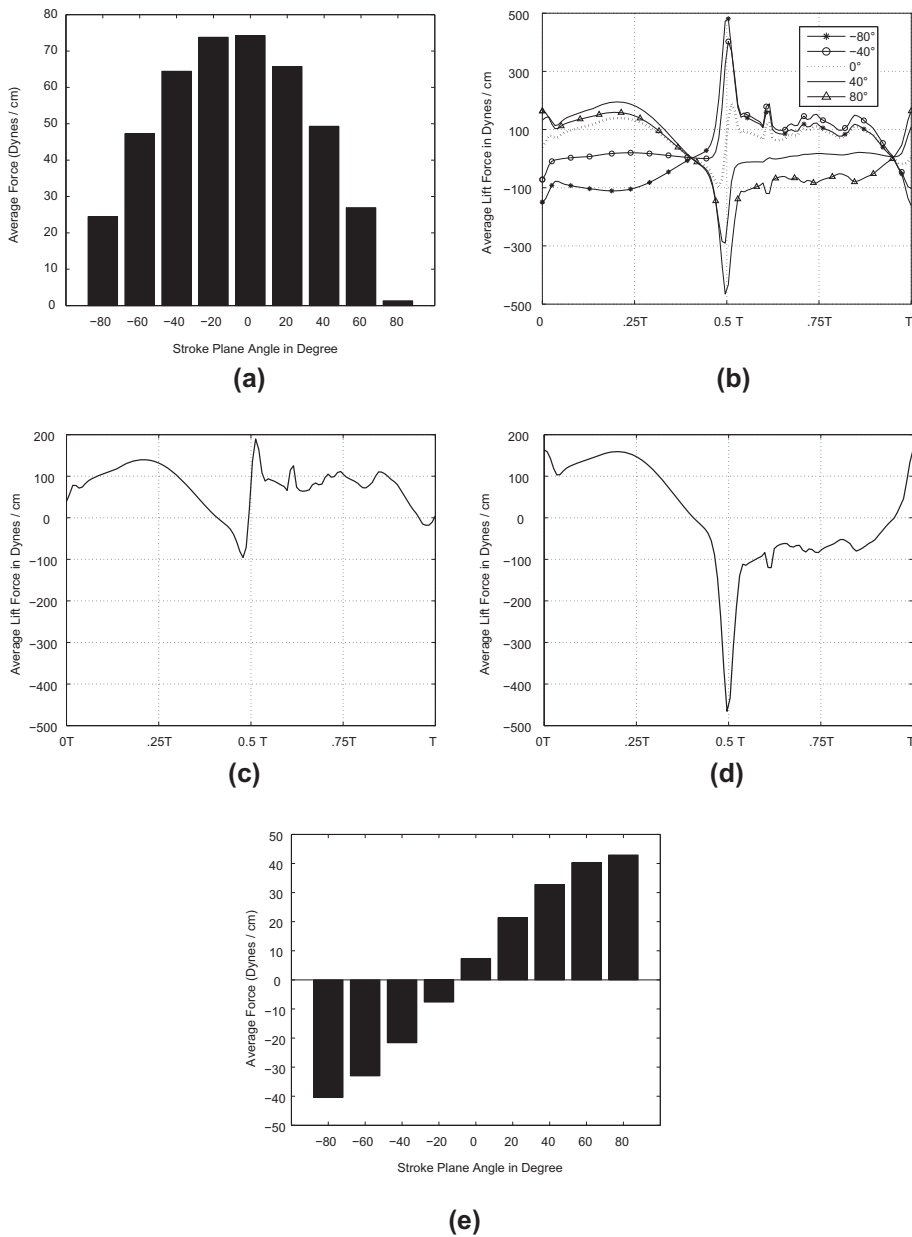 80
70
60
50
40
30
20
10
0
Average Force (Dynes / cm)
−80 −60 −40 −20 0 20 40 60 80
Stroke Plane Angle in Degree
(a)
500
300
100
−100
−300
−500
Average Lift Force in Dynes / cm
−80°
−40°
0°
40°
80°
0 .25T 0.5 T .75T T
(b)
200
100
0
−100
−200
−300
−400
−500
Average Lift Force in Dynes / cm
0T .25T 0.5 T .75T T
(c)
200
100
0
−100
−200
−300
−400
−500
Average Lift Force in Dynes / cm
0T .25T 0.5 T .75T T
(d)
50
40
30
20
10
0
−10
−20
−30
−40
−50
Average Force (Dynes / cm)
−80 −60 −40 −20 0 20 40 60 80
Stroke Plane Angle in Degree
(e)